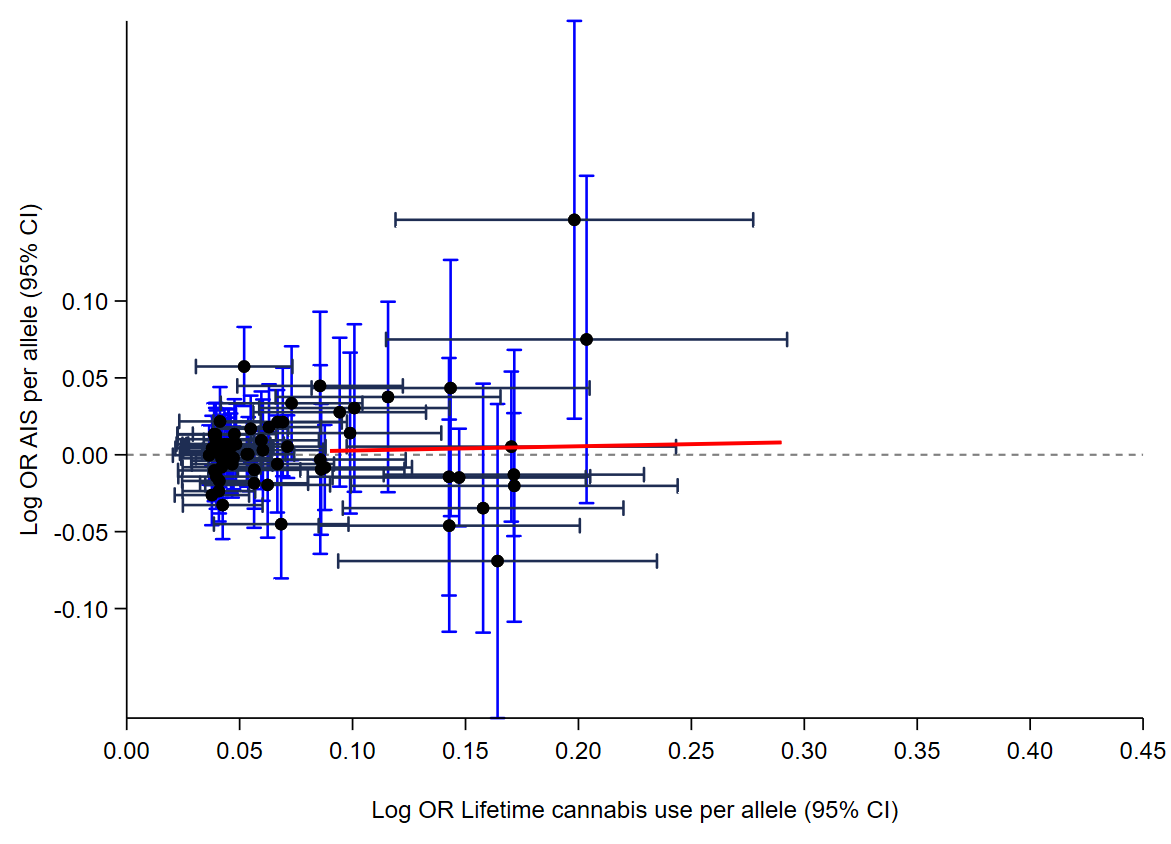 Log OR AIS per allele (95% CI)
0.10
0.05
0.00
-0.05
-0.10
0.00 0.05 0.10 0.15 0.20 0.25 0.30 0.35 0.40 0.45
Log OR Lifetime cannabis use per allele (95% CI)